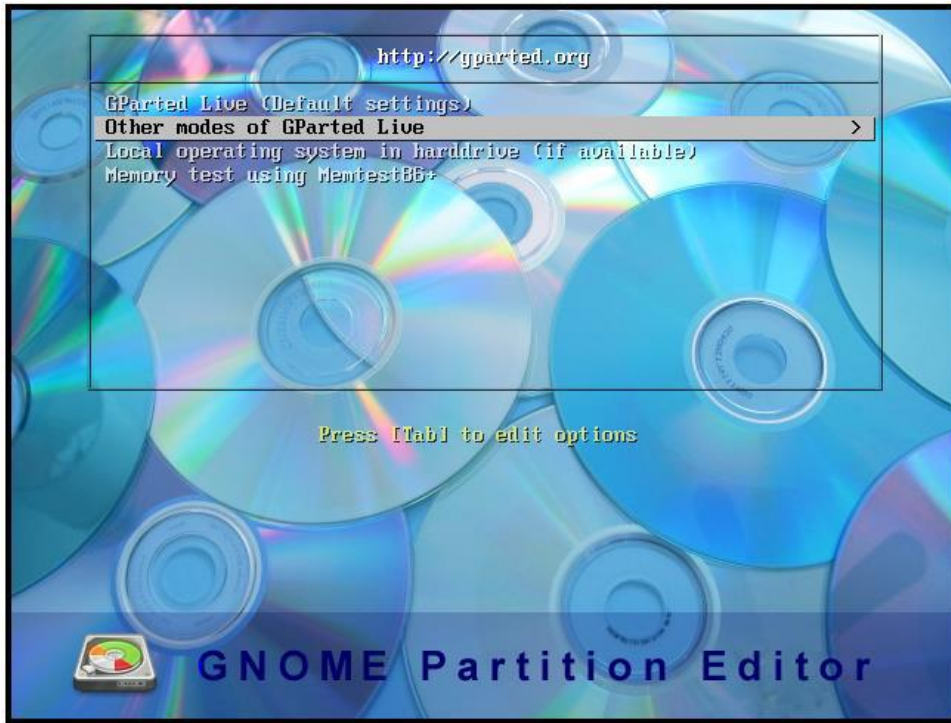 http://gparted.org
GParted Live (Default settings)
Other modes of GParted Live >
Local operating system in harddrive (if available)
Memory test using Memtest86+
Press [Tab] to edit options
GNOME Partition Editor